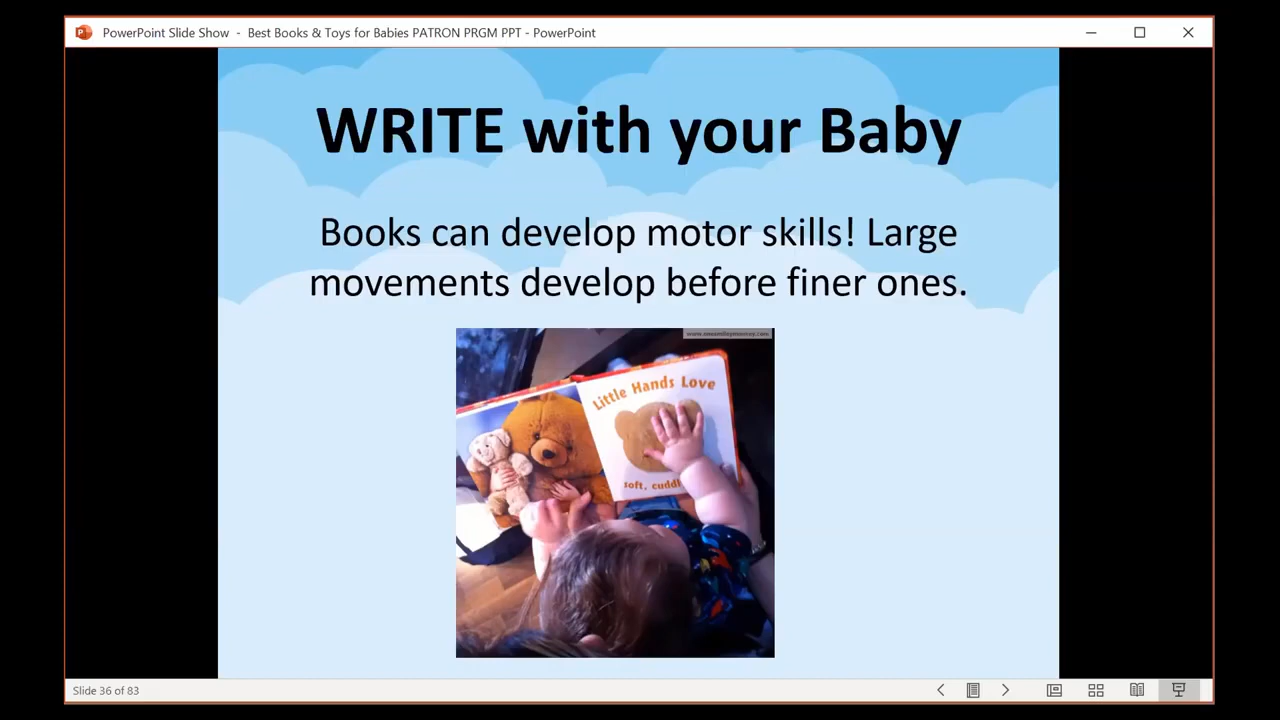 PowerPoint Slide Show - Best Books & Toys for Babies PATRON PRGM PPT - PowerPoint
WRITE with your Baby
Books can develop motor skills! Large
movements develop before finer ones.
Little Hands Love
soft, cuddl
Slide 36 of 83